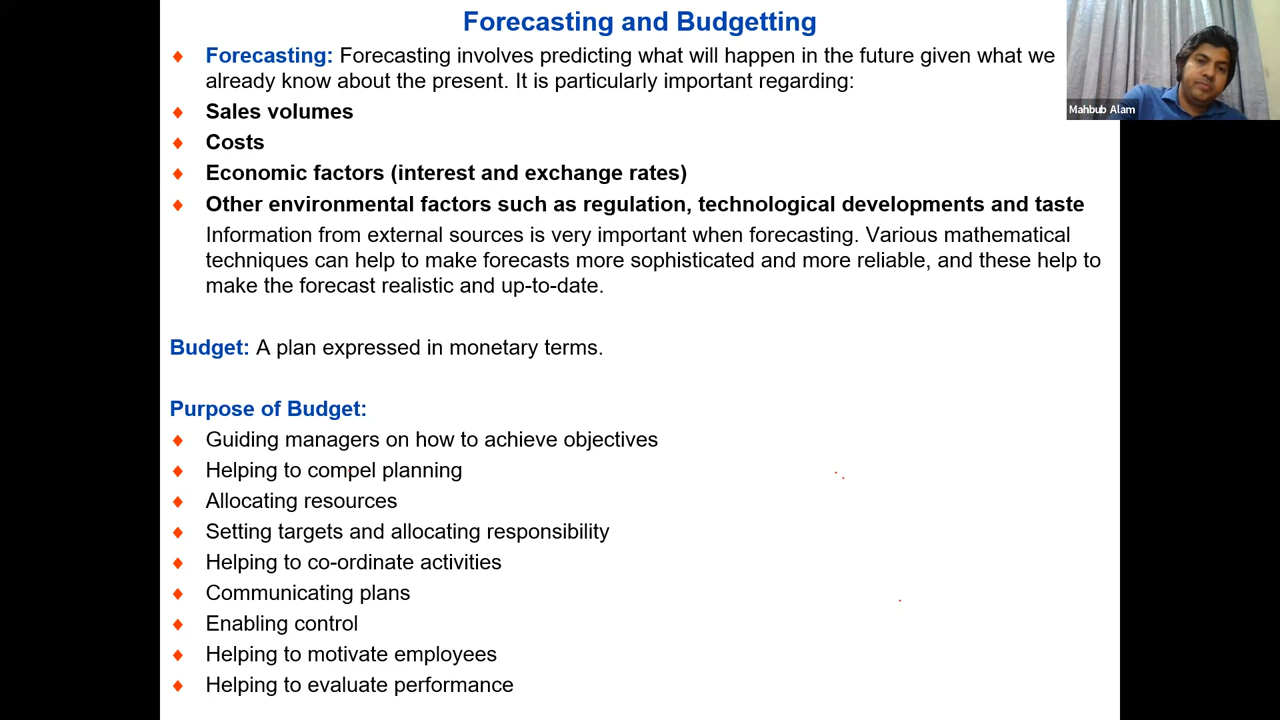 Forecasting and Budgetting
Forecasting: Forecasting involves predicting what will happen in the future given what we
already know about the present. It is particularly important regarding:
Sales volumes
Costs
Economic factors (interest and exchange rates)
Other environmental factors such as regulation, technological developments and taste
Information from external sources is very important when forecasting. Various mathematical
techniques can help to make forecasts more sophisticated and more reliable, and these help to
make the forecast realistic and up-to-date.
Budget: A plan expressed in monetary terms.
Purpose of Budget:
Guiding managers on how to achieve objectives
Helping to compel planning
Allocating resources
Setting targets and allocating responsibility
Helping to co-ordinate activities
Communicating plans
Enabling control
Helping to motivate employees
Helping to evaluate performance
Mahbub Alam